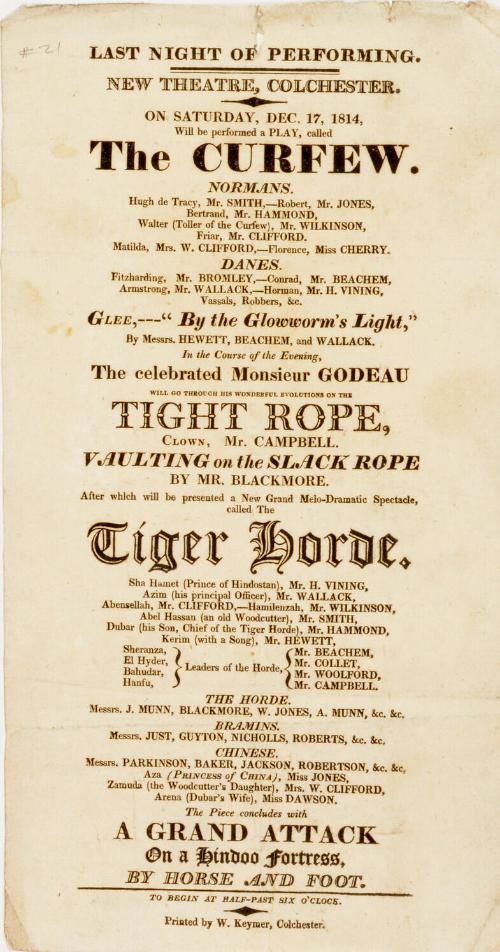 # 21
LAST NIGHT OF PERFORMING.
NEW THEATRE, COLCHESTER.
ON SATURDAY, DEC. 17, 1814,
Will be performed a PLAY, called
The CURFEW.
NORMANS.
Hugh de Tracy, Mr. SMITH,—Robert, Mr. JONES,
Bertrand, Mr. HAMMOND,
Walter (Toller of the Curfew), Mr. WILKINSON,
Friar, Mr. CLIFFORD.
Matilda, Mrs. W. CLIFFORD,—Florence, Miss CHERRY.
DANES.
Fitzharding, Mr. BROMLEY,—Conrad, Mr. BEACHEM,
Armstrong, Mr. WALLACK,—Herman, Mr. H. VINING,
Vassals, Robbers, &c.
GLEE,---“ By the Glowworm's Light,”
By Messrs. HEWETT, BEACHEM, and WALLACK.
In the Course of the Evening,
The celebrated Monsieur GODEAU
WILL GO THROUGH HIS WONDERFUL EVOLUTIONS ON THE
TIGHT ROPE,
CLOWN, Mr. CAMPBELL.
VAULTING on the SLACK ROPE
BY MR. BLACKMORE.
After which will be presented a New Grand Melo-Dramatic Spectacle,
called The
Tiger Horde.
Sha Hamet (Prince of Hindostan), Mr. H. VINING,
Azim (his principal Officer), Mr. WALLACK,
Abensellah, Mr. CLIFFORD,—Hamilenzah, Mr. WILKINSON,
Abel Hassan (an old Woodcutter), Mr. SMITH,
Dubar (his Son, Chief of the Tiger Horde), Mr. HAMMOND,
Kerim (with a Song), Mr. HEWETT,
Sheranza, Mr. BEACHEM,
El Hyder, Mr. COLLET,
Leaders of the Horde,
Bahudar, Mr. WOOLFORD,
Hanfu, Mr. CAMPBELL.
THE HORDE.
Messrs. J. MUNN, BLACKMORE, W. JONES, A. MUNN, &c. &c.
BRAMINS.
Messrs. JUST, GUYTON, NICHOLLS, ROBERTS, &c. &c.
CHINESE.
Messrs. PARKINSON, BAKER, JACKSON, ROBERTSON, &c. &c.
Aza (PRINCESS of CHINA), Miss JONES,
Zamuda (the Woodcutter's Daughter), Mrs. W. CLIFFORD,
Arena (Dubar's Wife), Miss DAWSON.
The Piece concludes with
A GRAND ATTACK
On a Hindoo Fortress,
BY HORSE AND FOOT.
TO BEGIN AT HALF-PAST SIX O'CLOCK.
Printed by W. Keymer, Colchester.